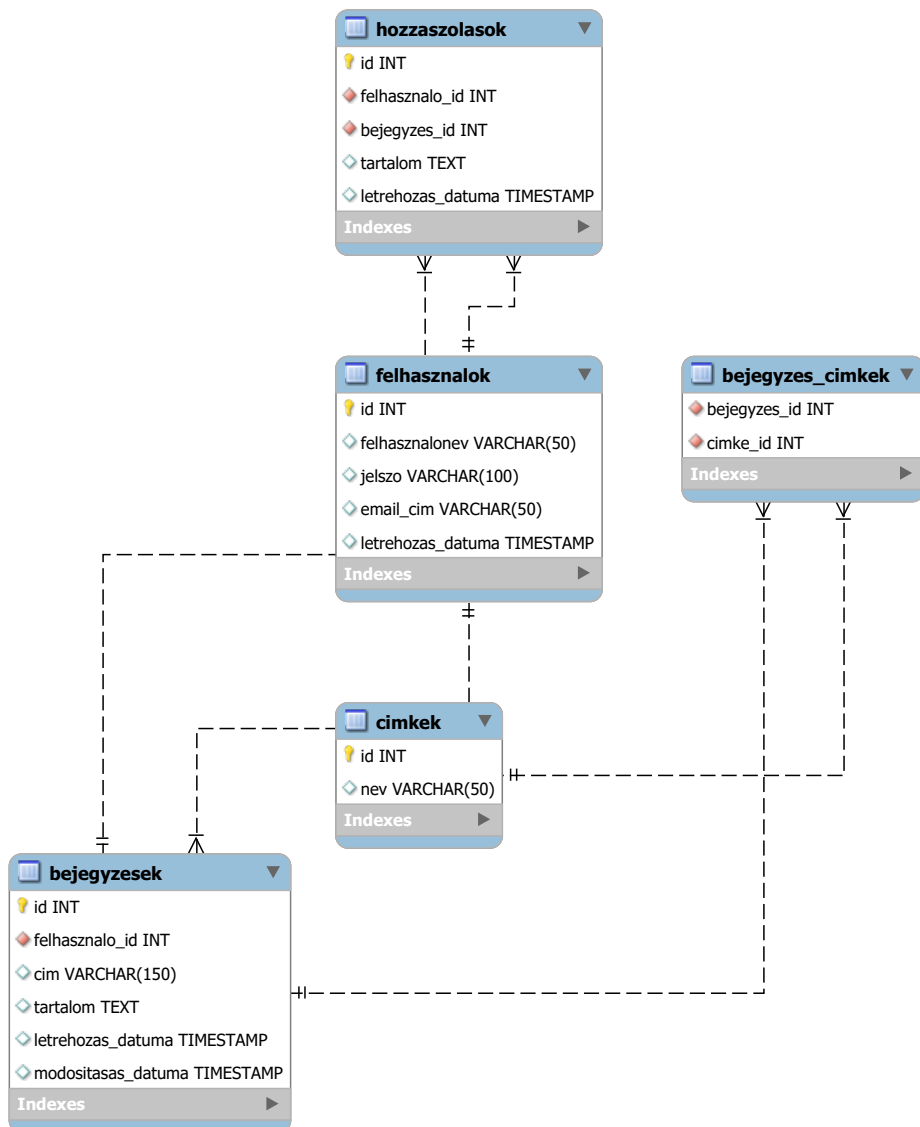 hozzaszolasok
id INT
felhasznalo_id INT
bejegyzes_id INT
tartalom TEXT
letrehozas_datuma TIMESTAMP
Indexes
felhasznalok
id INT
felhasznalonev VARCHAR(50)
jelszo VARCHAR(100)
email_cim VARCHAR(50)
letrehozas_datuma TIMESTAMP
Indexes
bejegyzes_cimkek
bejegyzes_id INT
cimke_id INT
Indexes
cimkek
id INT
nev VARCHAR(50)
Indexes
bejegyzesek
id INT
felhasznalo_id INT
cim VARCHAR(150)
tartalom TEXT
letrehozas_datuma TIMESTAMP
modositasas_datuma TIMESTAMP
Indexes